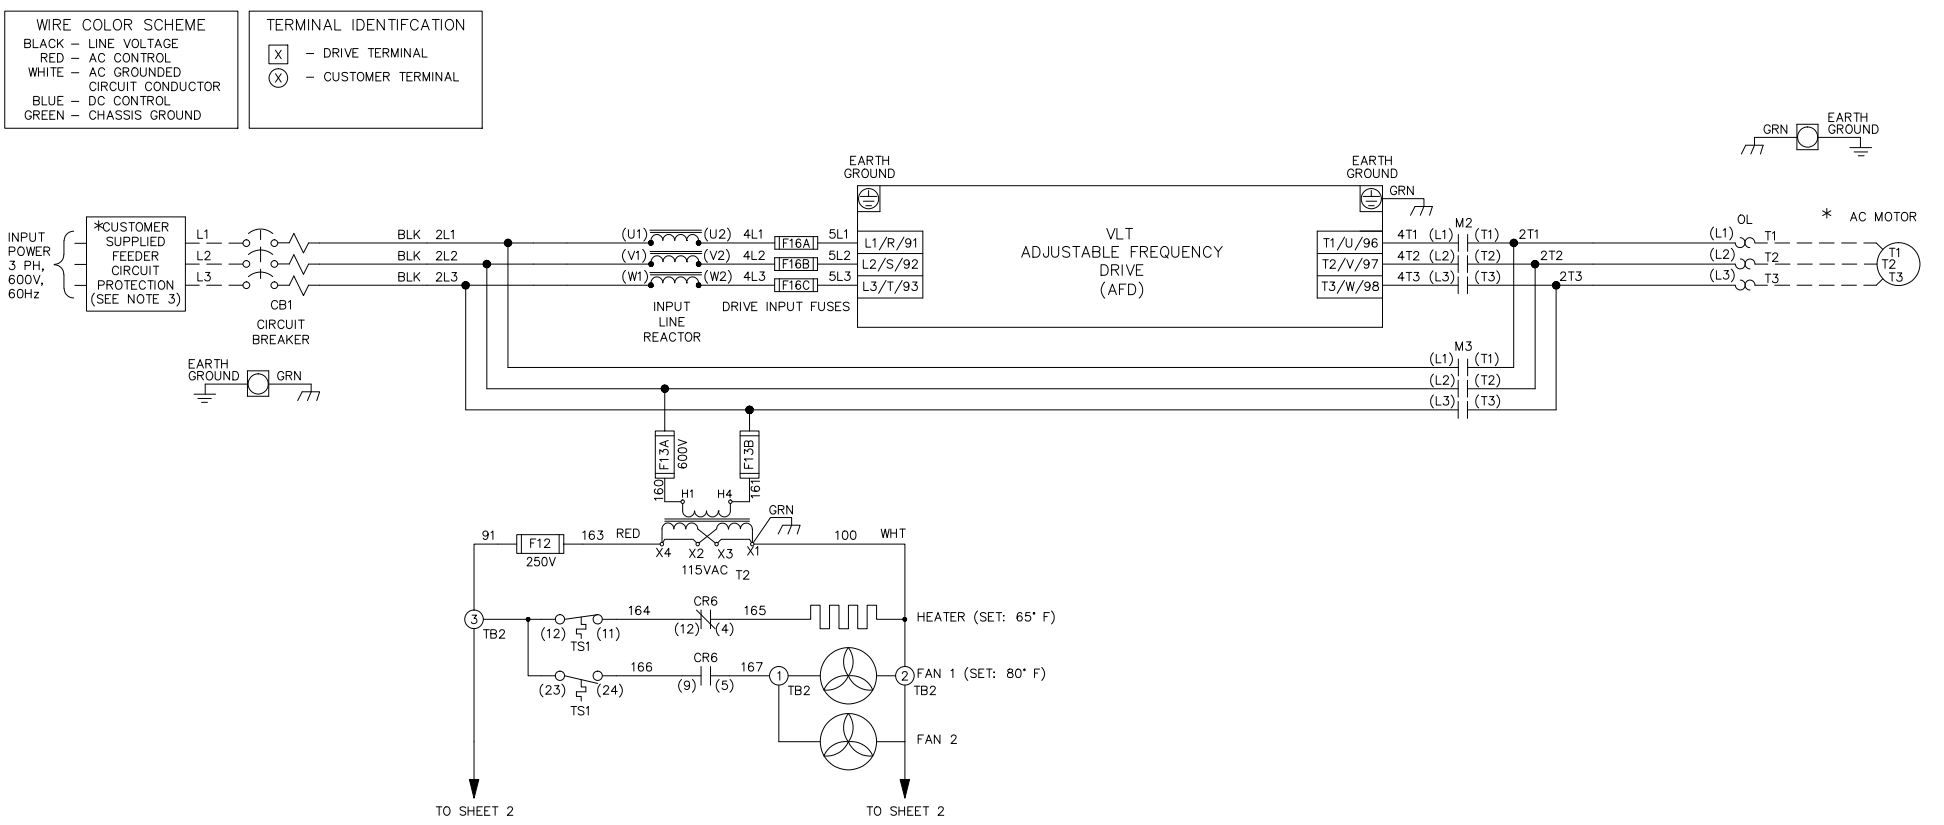 WIRE COLOR SCHEME
BLACK – LINE VOLTAGE
RED – AC CONTROL
WHITE – AC GROUNDED
CIRCUIT CONDUCTOR
BLUE – DC CONTROL
GREEN – CHASSIS GROUND
TERMINAL IDENTIFCATION
X – DRIVE TERMINAL
X – CUSTOMER TERMINAL
GRN
EARTH
GROUND
EARTH
GROUND
EARTH
GROUND
GRN
INPUT
POWER
3 PH,
600V,
60Hz
*CUSTOMER
SUPPLIED
FEEDER
CIRCUIT
PROTECTION
(SEE NOTE 3)
L1
L2
L3
CB1
CIRCUIT
BREAKER
BLK 2L1
BLK 2L2
BLK 2L3
(U1) (U2) 4L1 F16A 5L1 L1/R/91
(V1) (V2) 4L2 F16B 5L2 L2/S/92
(W1) (W2) 4L3 F16C 5L3 L3/T/93
INPUT
LINE
REACTOR
DRIVE INPUT FUSES
VLT
ADJUSTABLE FREQUENCY
DRIVE
(AFD)
M2
T1/U/96 4T1 (L1) (T1) 2T1
T2/V/97 4T2 (L2) (T2) 2T2
T3/W/98 4T3 (L3) (T3) 2T3
OL
(L1) T1
(L2) T2
(L3) T3
* AC MOTOR
T1
T2
T3
M3
(L1) (T1)
(L2) (T2)
(L3) (T3)
EARTH
GROUND
GRN
F13A
600V
F13B
160
161
H1 H4
GRN
91 F12 163 RED
250V
X4 X2 X3 X1
100 WHT
115VAC T2
3
TB2
(12) (11)
TS1
164
CR6
(12) (4)
165
HEATER (SET: 65° F)
(23) (24)
TS1
166
CR6
(9) (5)
167
1
TB2
2
TB2
FAN 1 (SET: 80° F)
FAN 2
TO SHEET 2
TO SHEET 2